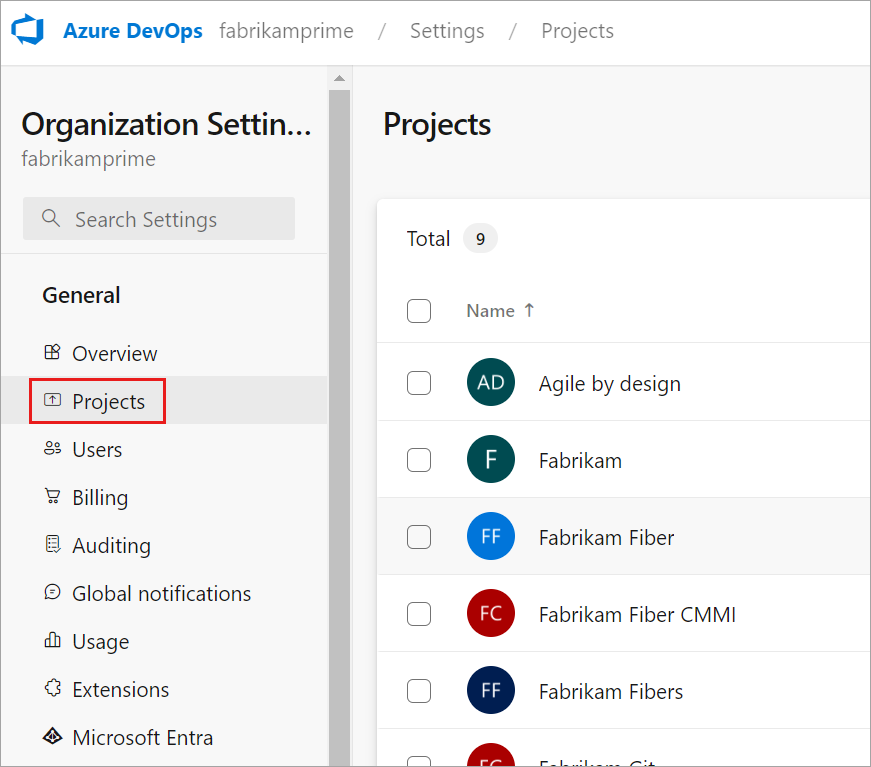 Azure DevOps fabrikamprime / Settings / Projects
Organization Settin...
fabrikamprime
Search Settings
General
Overview
Projects
Users
Billing
Auditing
Global notifications
Usage
Extensions
Microsoft Entra
Projects
Total 9
Name ↑
AD Agile by design
F Fabrikam
FF Fabrikam Fiber
FC Fabrikam Fiber CMMI
FF Fabrikam Fibers
Fabrikam Git